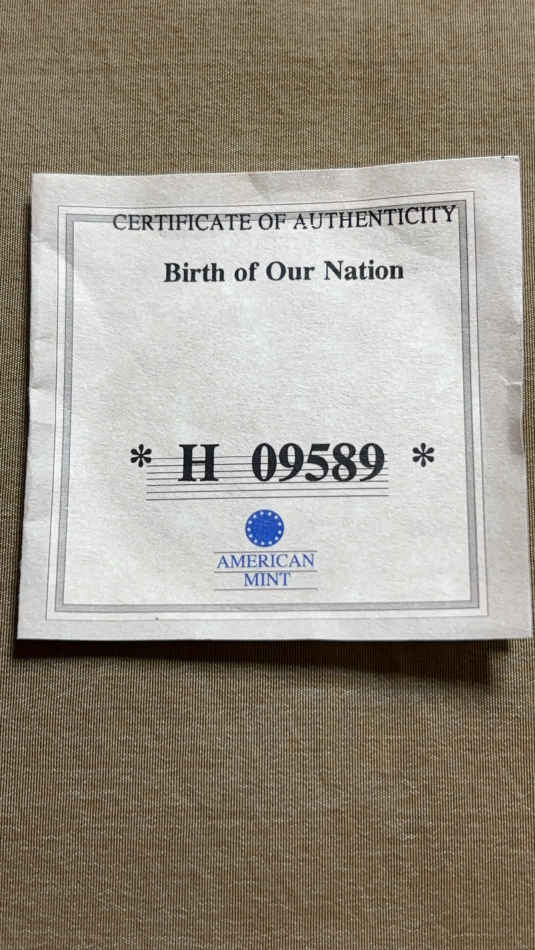 CERTIFICATE OF AUTHENTICITY
Birth of Our Nation
* H 09589 *
AMERICAN
MINT